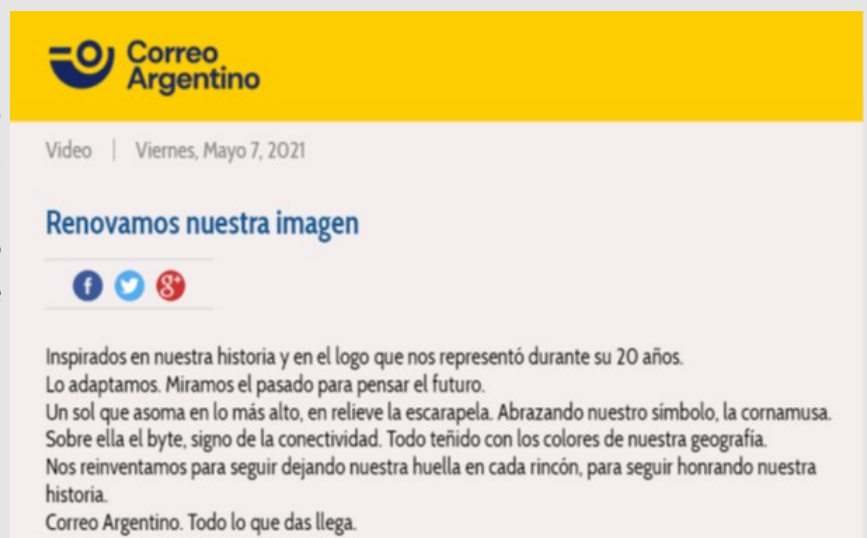 Correo
Argentino
Video | Viernes, Mayo 7, 2021
Renovamos nuestra imagen
f g+
Inspirados en nuestra historia y en el logo que nos representó durante su 20 años.
Lo adaptamos. Miramos el pasado para pensar el futuro.
Un sol que asoma en lo más alto, en relieve la escarapela. Abrazando nuestro símbolo, la cornamusa.
Sobre ella el byte, signo de la conectividad. Todo teñido con los colores de nuestra geografía.
Nos reinventamos para seguir dejando nuestra huella en cada rincón, para seguir honrando nuestra
historia.
Correo Argentino. Todo lo que das llega.